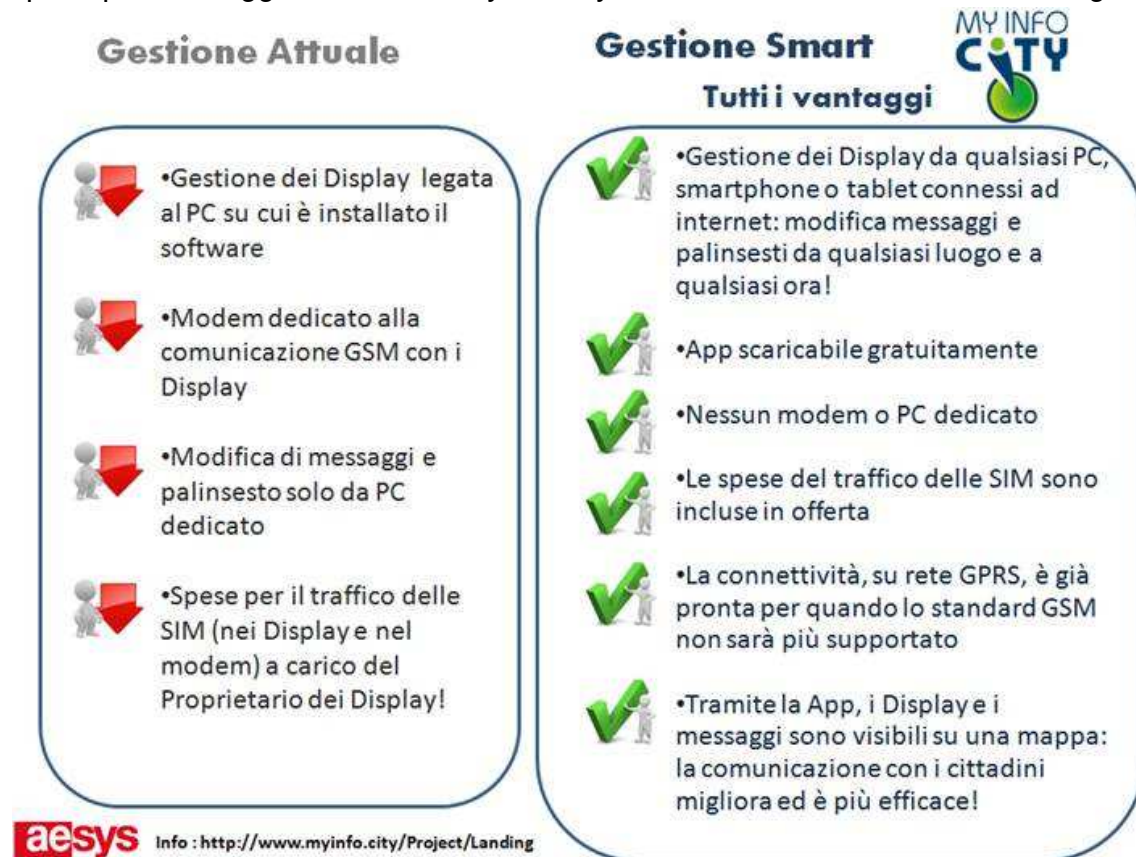 Gestione Attuale
•Gestione dei Display legata
al PC su cui è installato il
software
•Modem dedicato alla
comunicazione GSM con i
Display
•Modifica di messaggi e
palinsesto solo da PC
dedicato
•Spese per il traffico delle
SIM (nei Display e nel
modem) a carico del
Proprietario dei Display!
Gestione Smart
Tutti i vantaggi
MY INFO
CiTY
•Gestione dei Display da qualsiasi PC,
smartphone o tablet connessi ad
internet: modifica messaggi e
palinsesti da qualsiasi luogo e a
qualsiasi ora!
•App scaricabile gratuitamente
•Nessun modem o PC dedicato
•Le spese del traffico delle SIM sono
incluse in offerta
•La connettività, su rete GPRS, è già
pronta per quando lo standard GSM
non sarà più supportato
•Tramite la App, i Display e i
messaggi sono visibili su una mappa:
la comunicazione con i cittadini
migliora ed è più efficace!
aesys Info : http://www.myinfo.city/Project/Landing